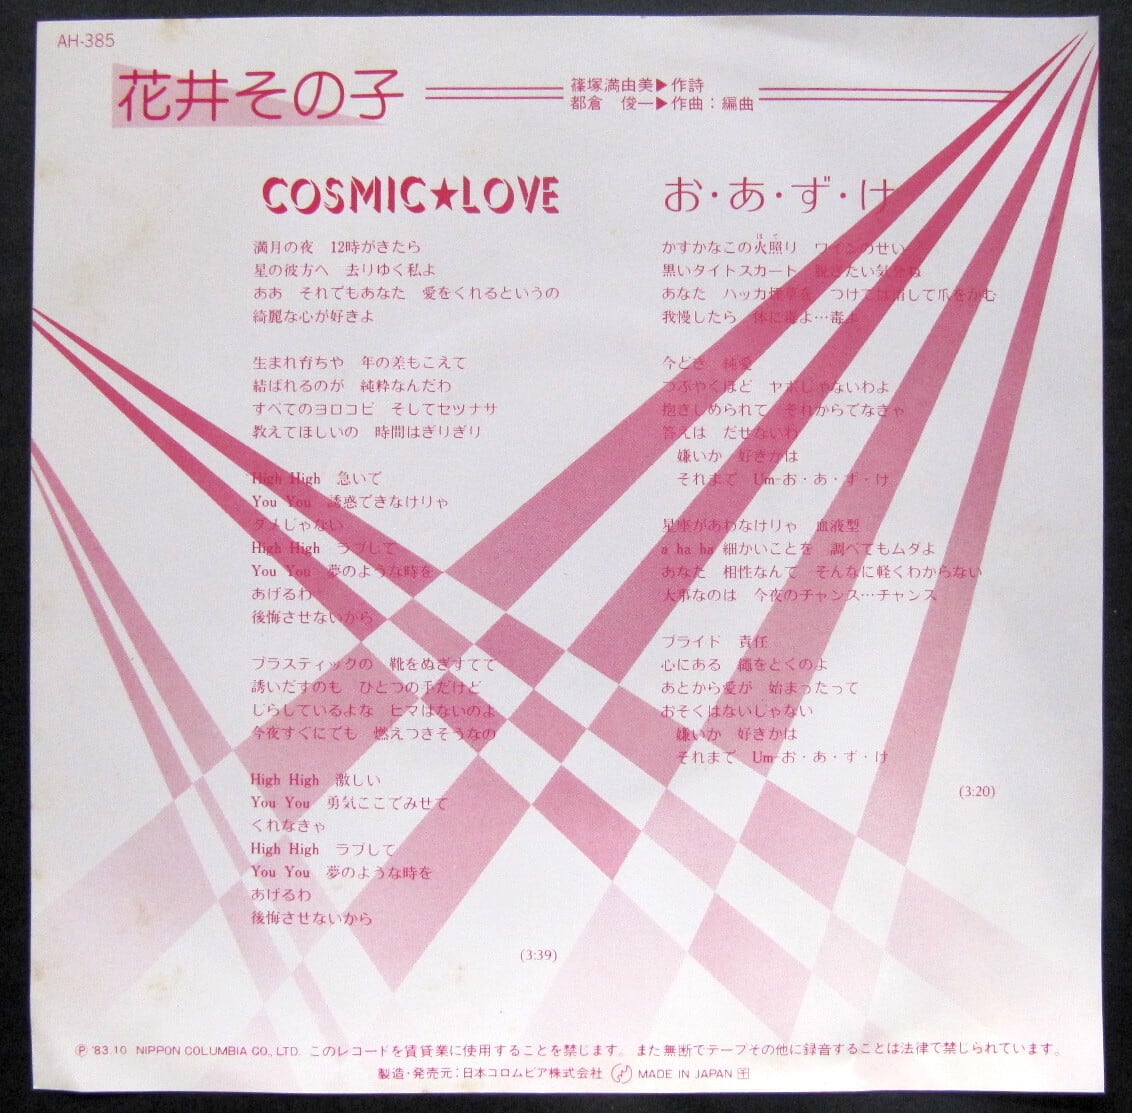 AH-385
花井その子
篠塚満由美▶作詩
都倉　俊一▶作曲：編曲
COSMIC★LOVE
満月の夜　12時がきたら
星の彼方へ　去りゆく私よ
ああ　それでもあなた　愛をくれるというの
綺麗な心が好きよ
生まれ育ちや　年の差もこえて
結ばれるのが　純粋なんだわ
すべてのヨロコビ　そしてセツナサ
教えてほしいの　時間はぎりぎり
High High　急いで
You You　誘惑できなけりゃ
ダメじゃない
High High　ラブして
You You　夢のような時を
あげるわ
後悔させないから
プラスティックの　靴をぬぎすてて
誘いだすのも　ひとつの手だけど
じらしているよな　ヒマはないのよ
今夜すぐにでも　燃えつきそうなの
High High　激しい
You You　勇気ここでみせて
くれなきゃ
High High　ラブして
You You　夢のような時を
あげるわ
後悔させないから
(3:39)
お・あ・ず・け
かすかなこの火照り　ワインのせい
ほて
黒いタイトスカート　脱ぎたい気分ね
あなた　ハッカ煙草を　つけては消して爪をかむ
我慢したら　体に毒よ…毒よ
今どき　純愛
つぶやくほど　ヤボじゃないわよ
抱きしめられて　それからでなきゃ
答えは　だせないわ
嫌いか　好きかは
それまで　Um-お・あ・ず・け
星座があわなけりゃ　血液型
a ha ha 細かいことを　調べてもムダよ
あなた　相性なんて　そんなに軽くわからない
大事なのは　今夜のチャンス…チャンス
プライド　責任
心にある　縄をとくのよ
あとから愛が　始まったって
おそくはないじゃない
嫌いか　好きかは
それまで　Um-お・あ・ず・け
(3:20)
Ⓟ '83.10 NIPPON COLUMBIA CO., LTD. このレコードを賃貸業に使用することを禁じます。また無断でテープその他に録音することは法律で禁じられています。
製造・発売元：日本コロムビア株式会社　MADE IN JAPAN